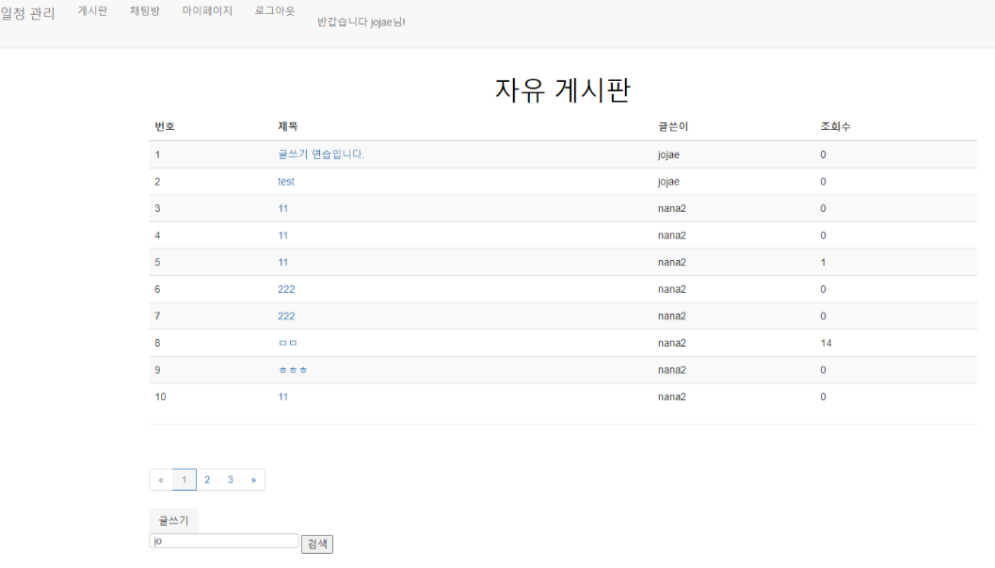 일정 관리 게시판 채팅방 마이페이지 로그아웃 반갑습니다 jojae님!
자유 게시판
번호 제목 글쓴이 조회수
1 글쓰기 연습입니다. jojae 0
2 test jojae 0
3 11 nana2 0
4 11 nana2 0
5 11 nana2 1
6 222 nana2 0
7 222 nana2 0
8 ㅁㅁ nana2 14
9 ㅎㅎㅎ nana2 0
10 11 nana2 0
« 1 2 3 »
글쓰기
jo 검색